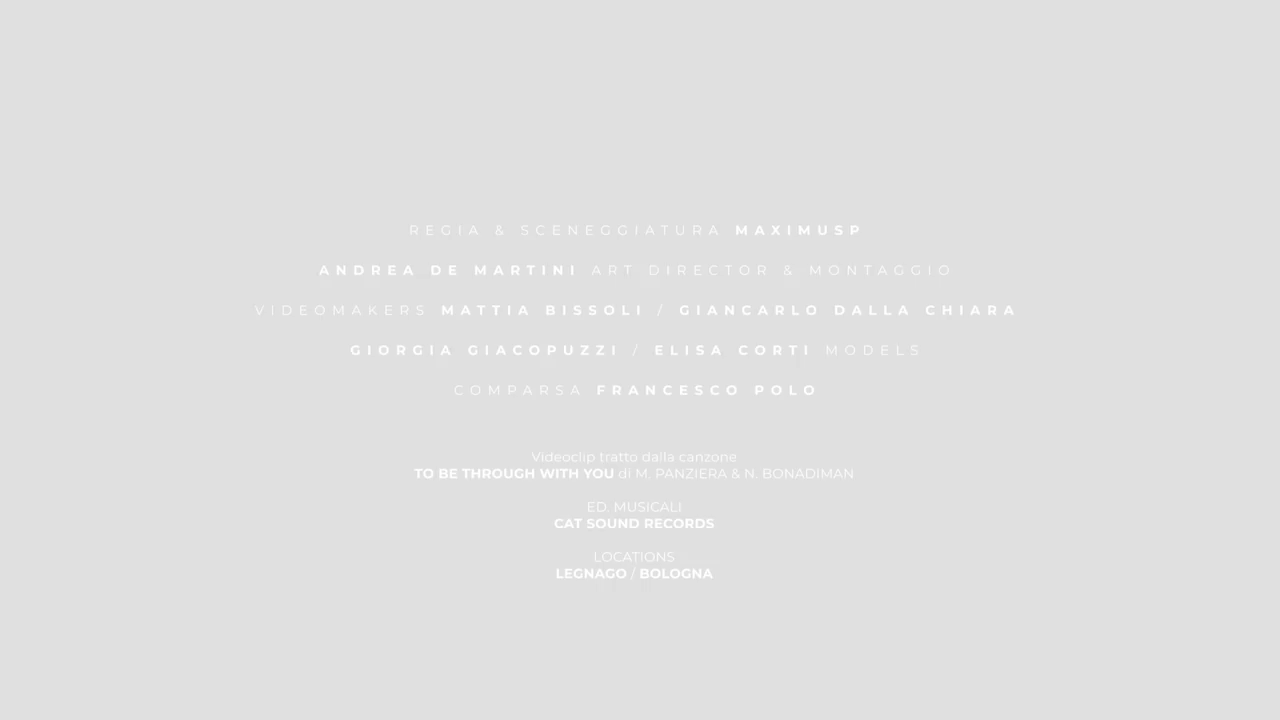 REGIA & SCENEGGIATURA MAXIMUSP
ANDREA DE MARTINI ART DIRECTOR & MONTAGGIO
VIDEOMAKERS MATTIA BISSOLI / GIANCARLO DALLA CHIARA
GIORGIA GIACOPUZZI / ELISA CORTI MODELS
COMPARSA FRANCESCO POLO
Videoclip tratto dalla canzone
TO BE THROUGH WITH YOU di M. PANZIERA & N. BONADIMAN
ED. MUSICALI
CAT SOUND RECORDS
LOCATIONS
LEGNAGO / BOLOGNA